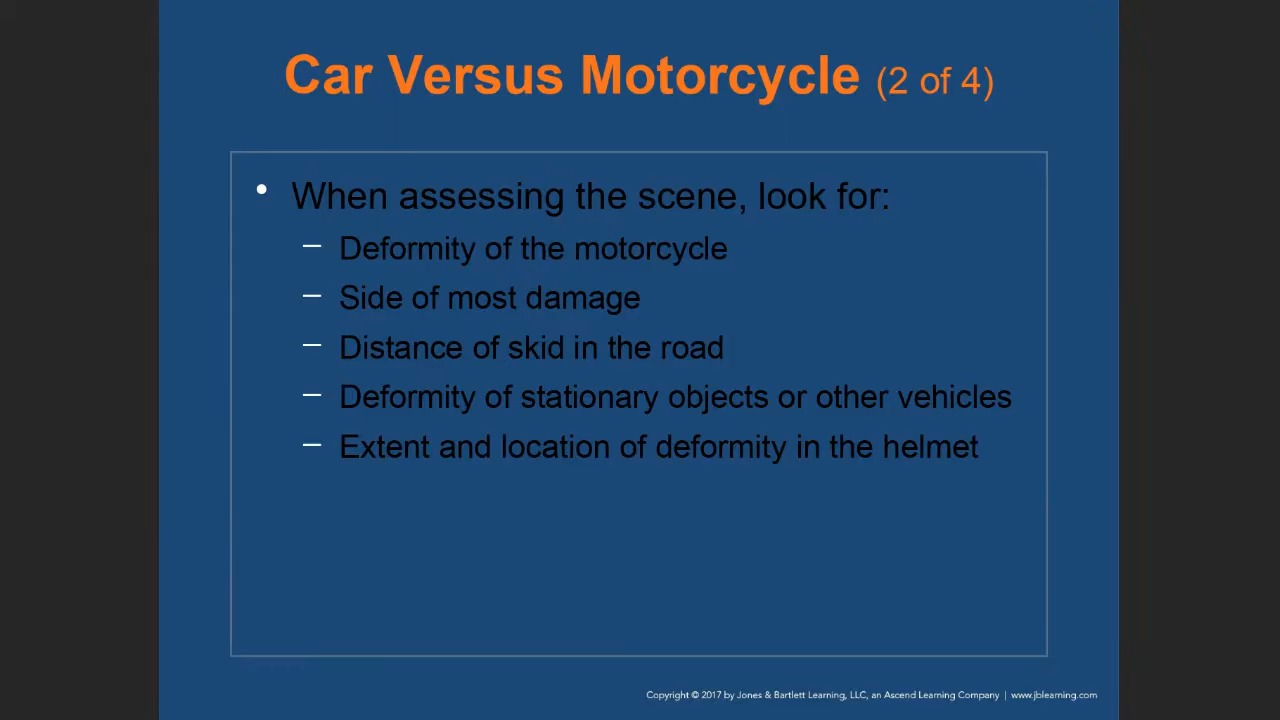 Car Versus Motorcycle (2 of 4)
• When assessing the scene, look for:
– Deformity of the motorcycle
– Side of most damage
– Distance of skid in the road
– Deformity of stationary objects or other vehicles
– Extent and location of deformity in the helmet
Copyright © 2017 by Jones & Bartlett Learning, LLC, an Ascend Learning Company | www.jblearning.com